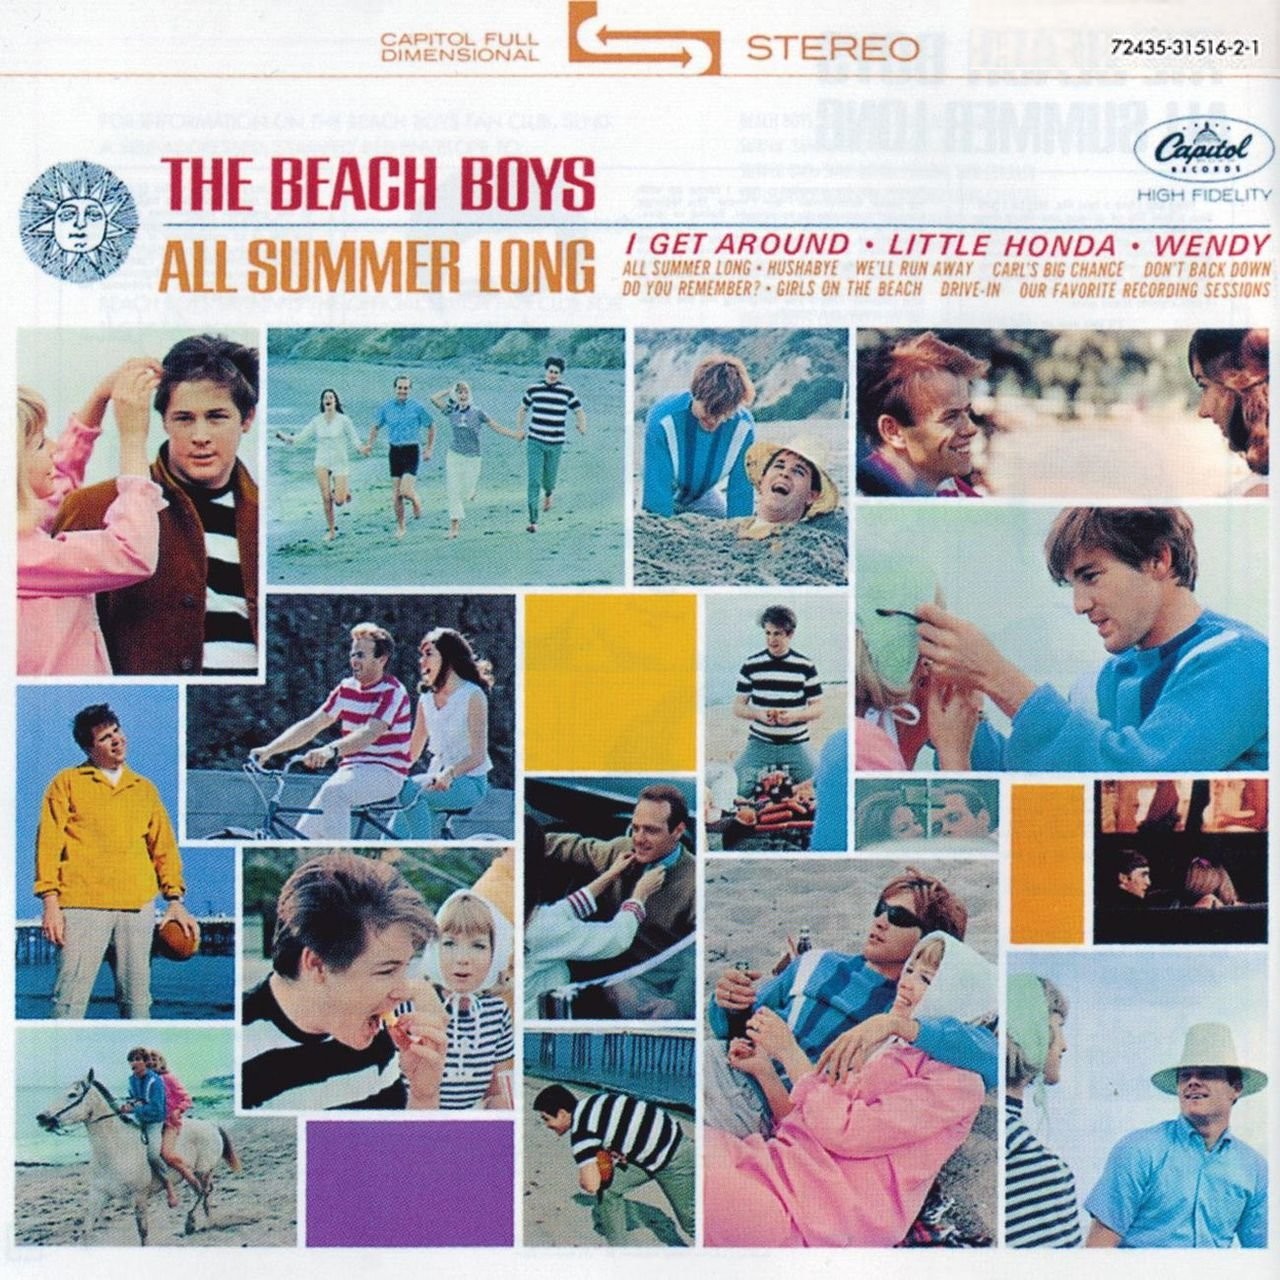 CAPITOL FULL
DIMENSIONAL
STEREO
72435-31516-2-1
Capitol
RECORDS
HIGH FIDELITY
THE BEACH BOYS
ALL SUMMER LONG
I GET AROUND • LITTLE HONDA • WENDY
ALL SUMMER LONG • HUSHABYE WE'LL RUN AWAY CARL'S BIG CHANCE DON'T BACK DOWN
DO YOU REMEMBER? • GIRLS ON THE BEACH DRIVE-IN OUR FAVORITE RECORDING SESSIONS